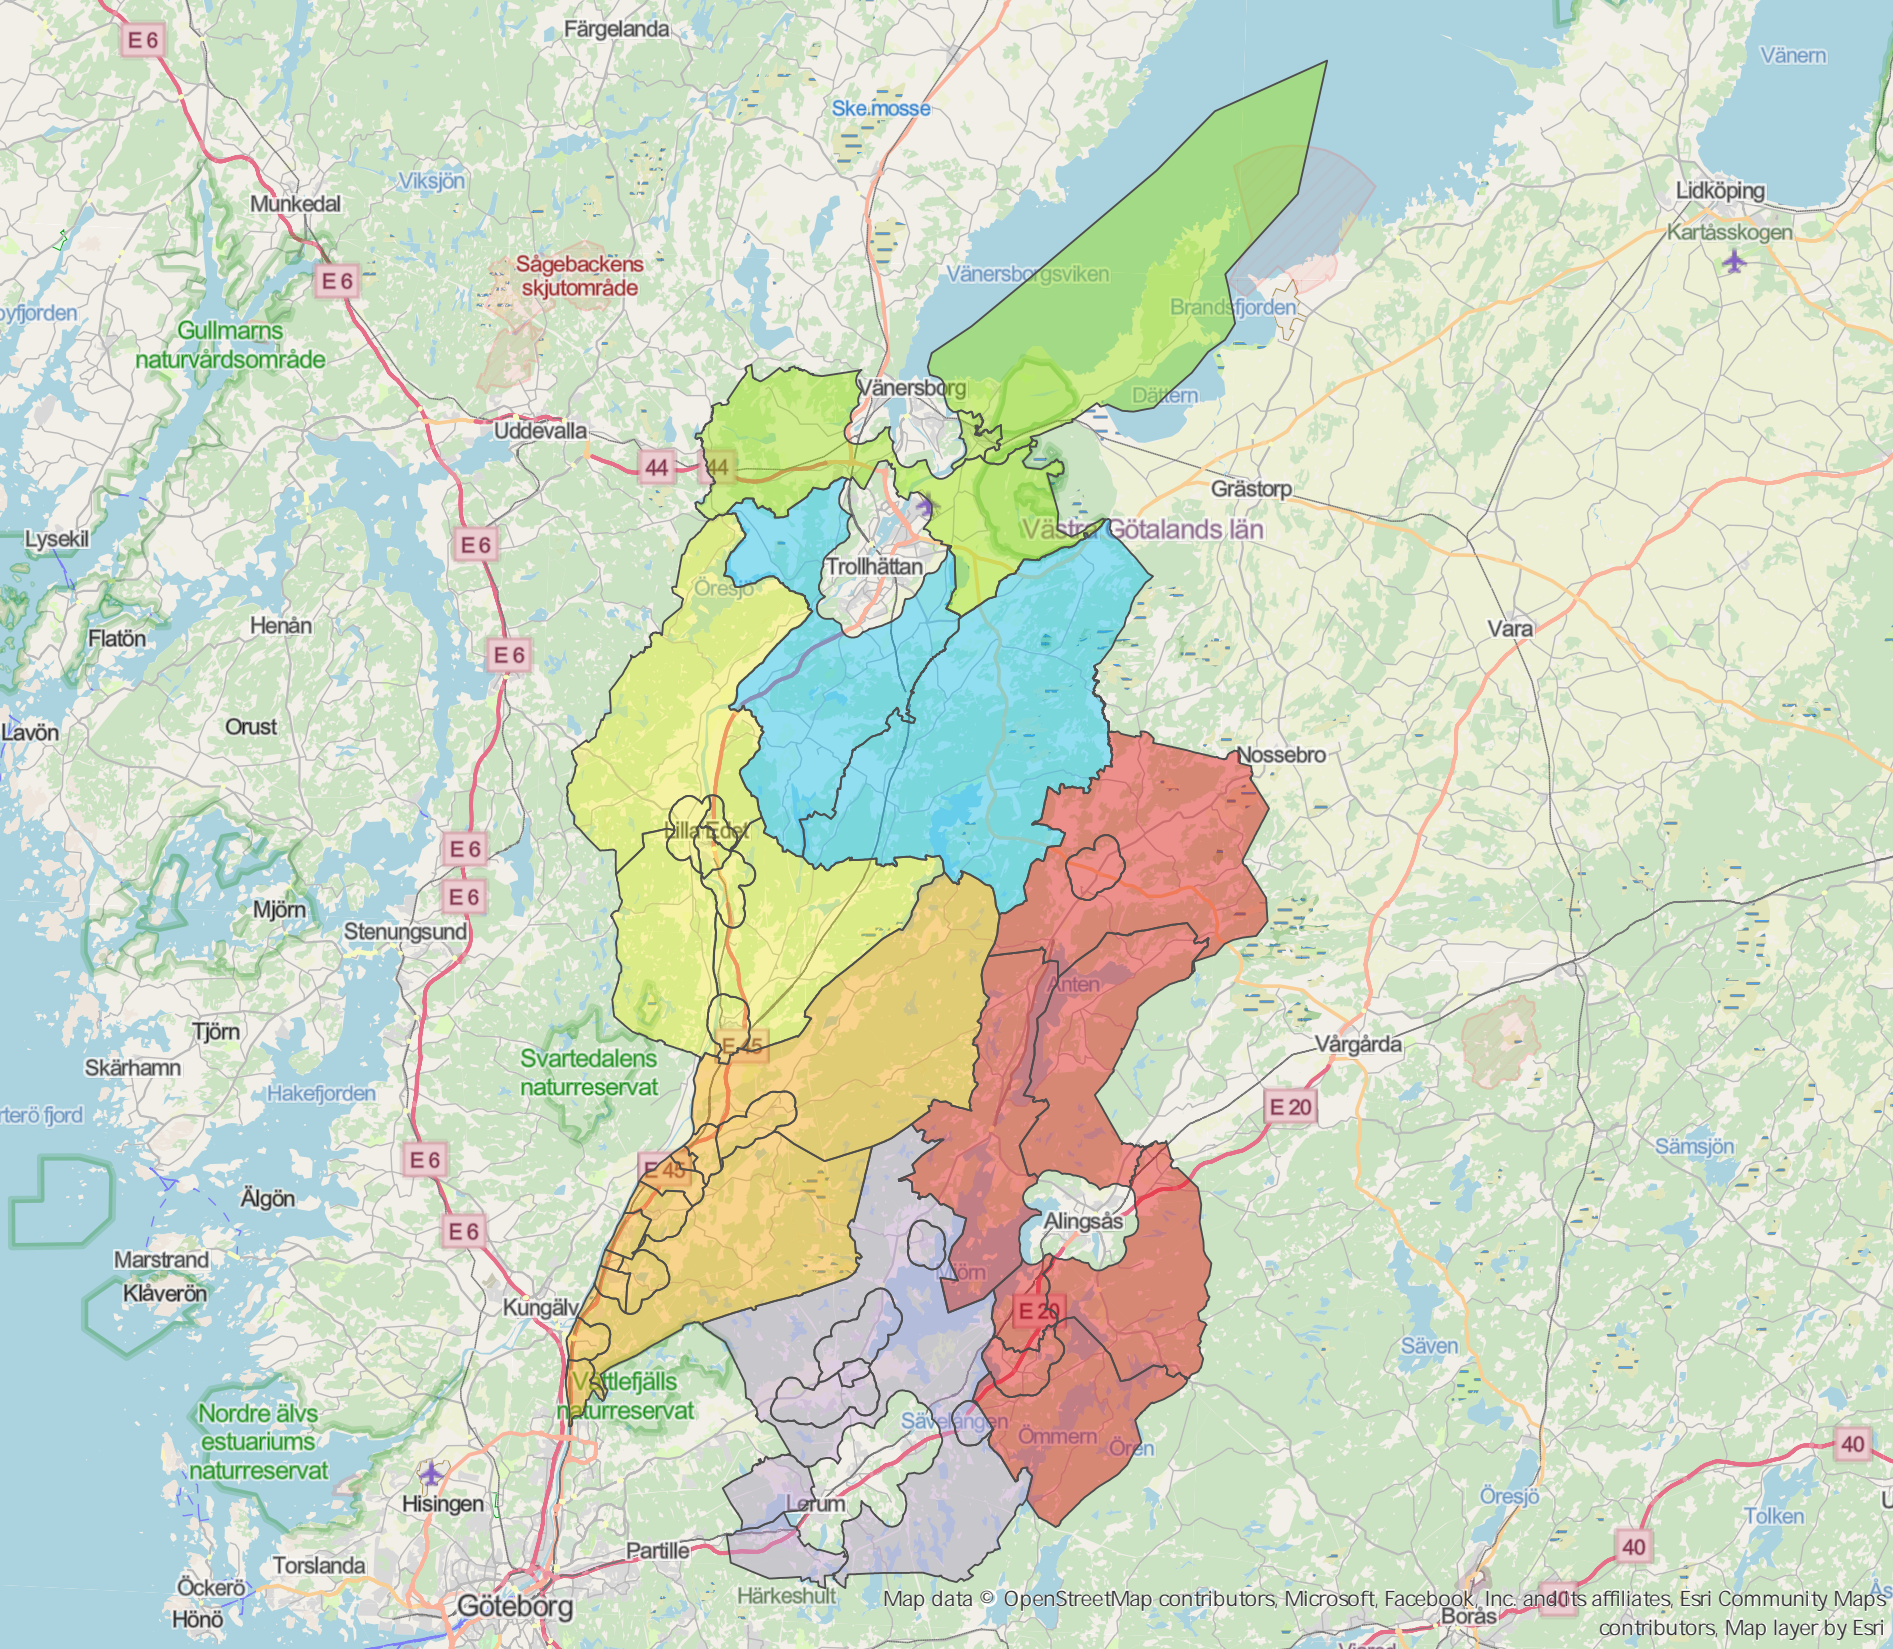 Färgelanda
E 6
Vänern
Ske.mosse
Viksjön
Lidköping
Munkedal
Kartåsskogen
Sågebackens
skjutområde
Vänersborgsviken
E 6
Brandsfjorden
Gullmarns
naturvårdsområde
Vänersborg
Dättern
Uddevalla
44
44
Grästorp
Västra Götalands län
Lysekil
E 6
Trollhättan
Öresjö
Henån
Vara
Flatön
E 6
Orust
Lavön
Nossebro
Lilla Edet
E 6
E 6
Mjörn
Stenungsund
Anten
Tjörn
E 45
Vårgårda
Svartedalens
naturreservat
Skärhamn
Hakefjorden
E 20
rterö fjord
E 6
Sämsjön
E 45
Älgön
Alingsås
E 6
Marstrand
Mjörn
Klåverön
Kungälv
E 20
Säven
Vättlefjälls
naturreservat
Nordre älvs
estuariums
naturreservat
Sävelången
Ömmern
Ören
40
Hisingen
Lerum
Öresjö
Tolken
40
Partille
Torslanda
Öckerö
Härkeshult
Hönö
Göteborg
40
Borås
Map data © OpenStreetMap contributors, Microsoft, Facebook, Inc. and its affiliates, Esri Community Maps
contributors, Map layer by Esri